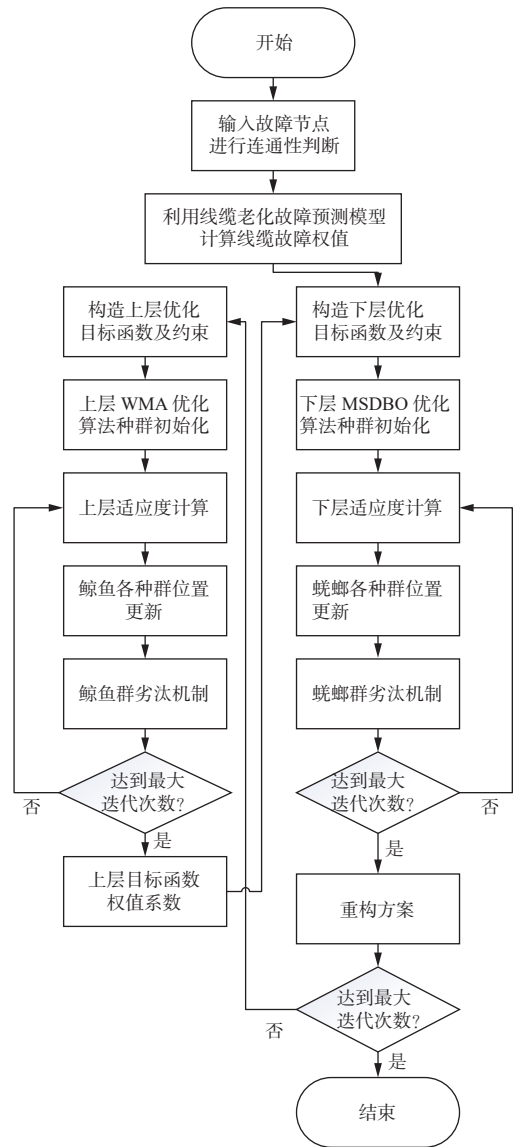 开始
输入故障节点
进行连通性判断
利用线缆老化故障预测模型
计算线缆故障权值
构造上层优化
目标函数及约束
上层 WMA 优化
算法种群初始化
上层适应度计算
鲸鱼各种群位置
更新
鲸鱼群劣汰机制
达到最大
迭代次数?
否
是
上层目标函数
权值系数
构造下层优化
目标函数及约束
下层 MSDBO 优化
算法种群初始化
下层适应度计算
蜣螂各种群位置
更新
蜣螂群劣汰机制
达到最大
迭代次数?
否
是
重构方案
达到最大
迭代次数?
否
是
结束